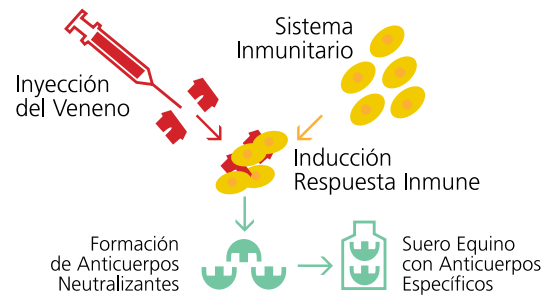 Sistema
Inmunitario
Inyección
del Veneno
Inducción
Respuesta Inmune
Formación
de Anticuerpos
Neutralizantes
Suero Equino
con Anticuerpos
Específicos